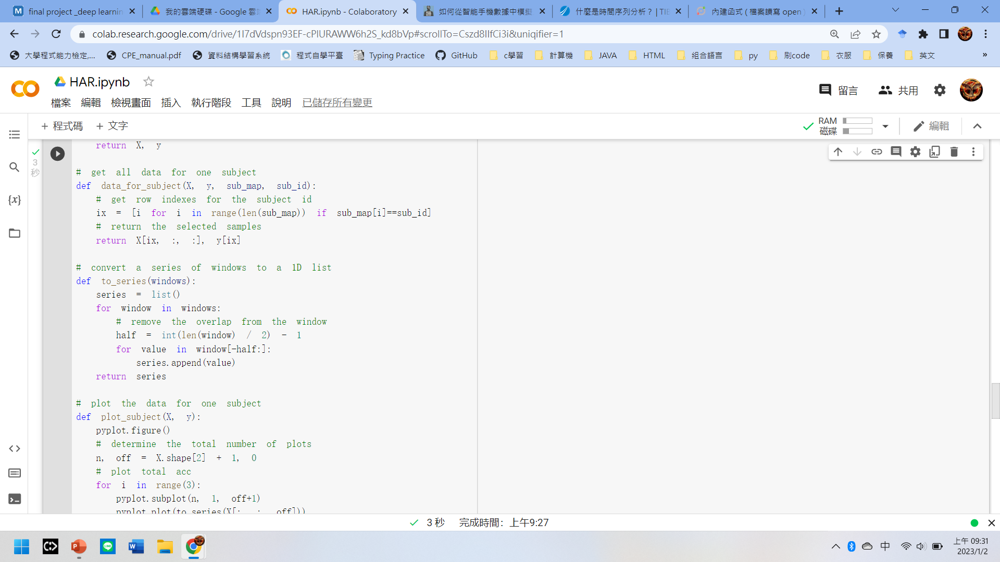 final project _deep learnin
我的雲端硬碟 - Google 雲端
HAR.ipynb - Colaboratory
如何從智能手機數據中模擬
什麼是時間序列分析？ | TIB
內建函式 ( 檔案讀寫 open )
colab.research.google.com/drive/1I7dVdspn93EF-cPlURAWW6h2S_kd8bVp#scrollTo=Cszd8IIfCi3i&uniqifier=1
大學程式能力檢定,...
CPE_manual.pdf
資料結構學習系統
程式自學平臺
Typing Practice
GitHub
c學習
計算機
JAVA
HTML
組合語言
py
刷code
衣服
保養
英文
»
HAR.ipynb
留言
共用
檔案 編輯 檢視畫面 插入 執行階段 工具 說明 已儲存所有變更
+ 程式碼 + 文字
RAM
磁碟
編輯
{x}
3
秒
return X, y
# get all data for one subject
def data_for_subject(X, y, sub_map, sub_id):
# get row indexes for the subject id
ix = [i for i in range(len(sub_map)) if sub_map[i]==sub_id]
# return the selected samples
return X[ix, :, :], y[ix]
# convert a series of windows to a 1D list
def to_series(windows):
series = list()
for window in windows:
# remove the overlap from the window
half = int(len(window) / 2) - 1
for value in window[-half:]:
series.append(value)
return series
# plot the data for one subject
def plot_subject(X, y):
pyplot.figure()
# determine the total number of plots
n, off = X.shape[2] + 1, 0
# plot total acc
for i in range(3):
pyplot.subplot(n, 1, off+1)
pyplot.plot(to_series(X[:, :, off]))
3 秒 完成時間： 上午9:27
中
上午 09:31
2023/1/2